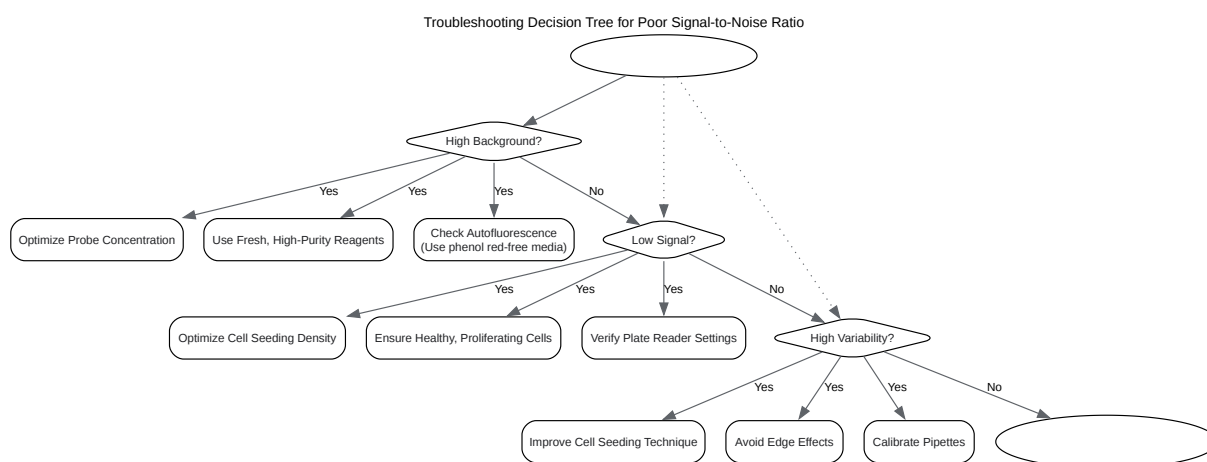 Troubleshooting Decision Tree for Poor Signal-to-Noise Ratio
High Background?
Yes
Yes
Yes
No
Optimize Probe Concentration
Use Fresh, High-Purity Reagents
Check Autofluorescence
(Use phenol red-free media)
Low Signal?
Yes
Yes
Yes
No
Optimize Cell Seeding Density
Ensure Healthy, Proliferating Cells
Verify Plate Reader Settings
High Variability?
Yes
Yes
Yes
No
Improve Cell Seeding Technique
Avoid Edge Effects
Calibrate Pipettes